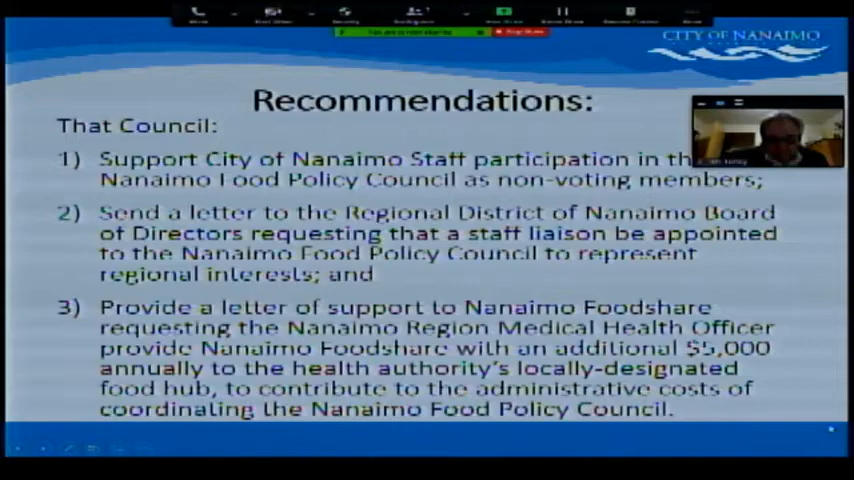 CITY OF NANAIMO
Recommendations:
That Council:
1) Support City of Nanaimo Staff participation in th
Nanaimo Food Policy Council as non-voting members;
2) Send a letter to the Regional District of Nanaimo Board
of Directors requesting that a staff liaison be appointed
to the Nanaimo Food Policy Council to represent
regional interests; and
3) Provide a letter of support to Nanaimo Foodshare
requesting the Nanaimo Region Medical Health Officer
provide Nanaimo Foodshare with an additional $5,000
annually to the health authority's locally-designated
food hub, to contribute to the administrative costs of
coordinating the Nanaimo Food Policy Council.